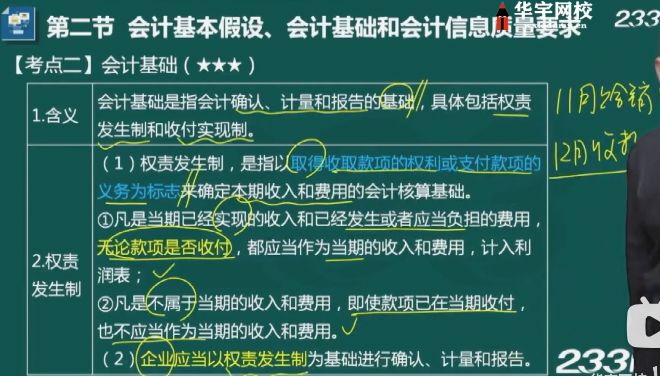 第二节 会计基本假设、会计基础和会计信息质量要求
华宇网校
233
【考点二】会计基础（★★★）
1.含义
会计基础是指会计确认、计量和报告的基础，具体包括权责
发生制和收付实现制。
11月
12月收
2.权责
发生制
（1）权责发生制，是指以取得收取款项的权利或支付款项的
义务为标志来确定本期收入和费用的会计核算基础。
①凡是当期已经实现的收入和已经发生或者应当负担的费用，
无论款项是否收付，都应当作为当期的收入和费用，计入利
润表；
②凡是不属于当期的收入和费用，即使款项已在当期收付，
也不应当作为当期的收入和费用。
（2）企业应当以权责发生制为基础进行确认、计量和报告。
233